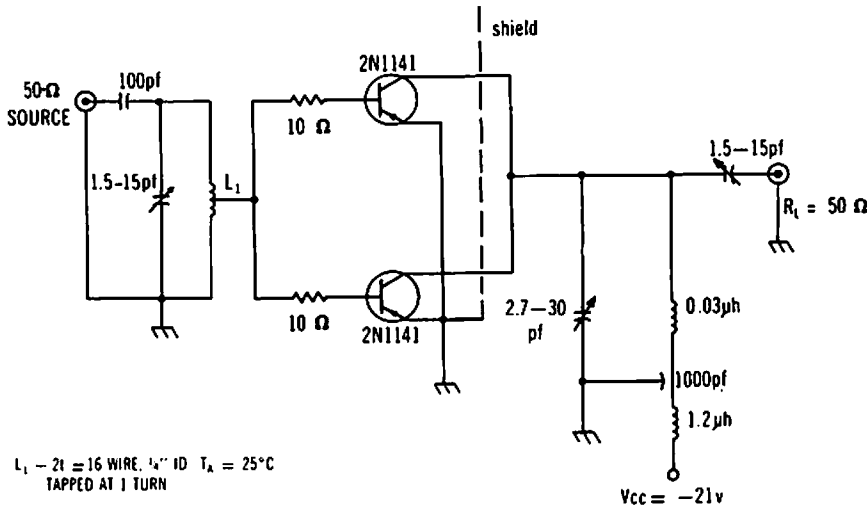 shield
2N1141
100pf
50-Ω
SOURCE
10 Ω
1.5-15pf
L₁
1.5-15pf
R_L = 50 Ω
10 Ω
2N1141
2.7-30
pf
0.03μh
1000pf
1.2μh
L₁ - 2t #16 WIRE, ¼" ID T_A = 25°C
TAPPED AT 1 TURN
Vcc = -21v